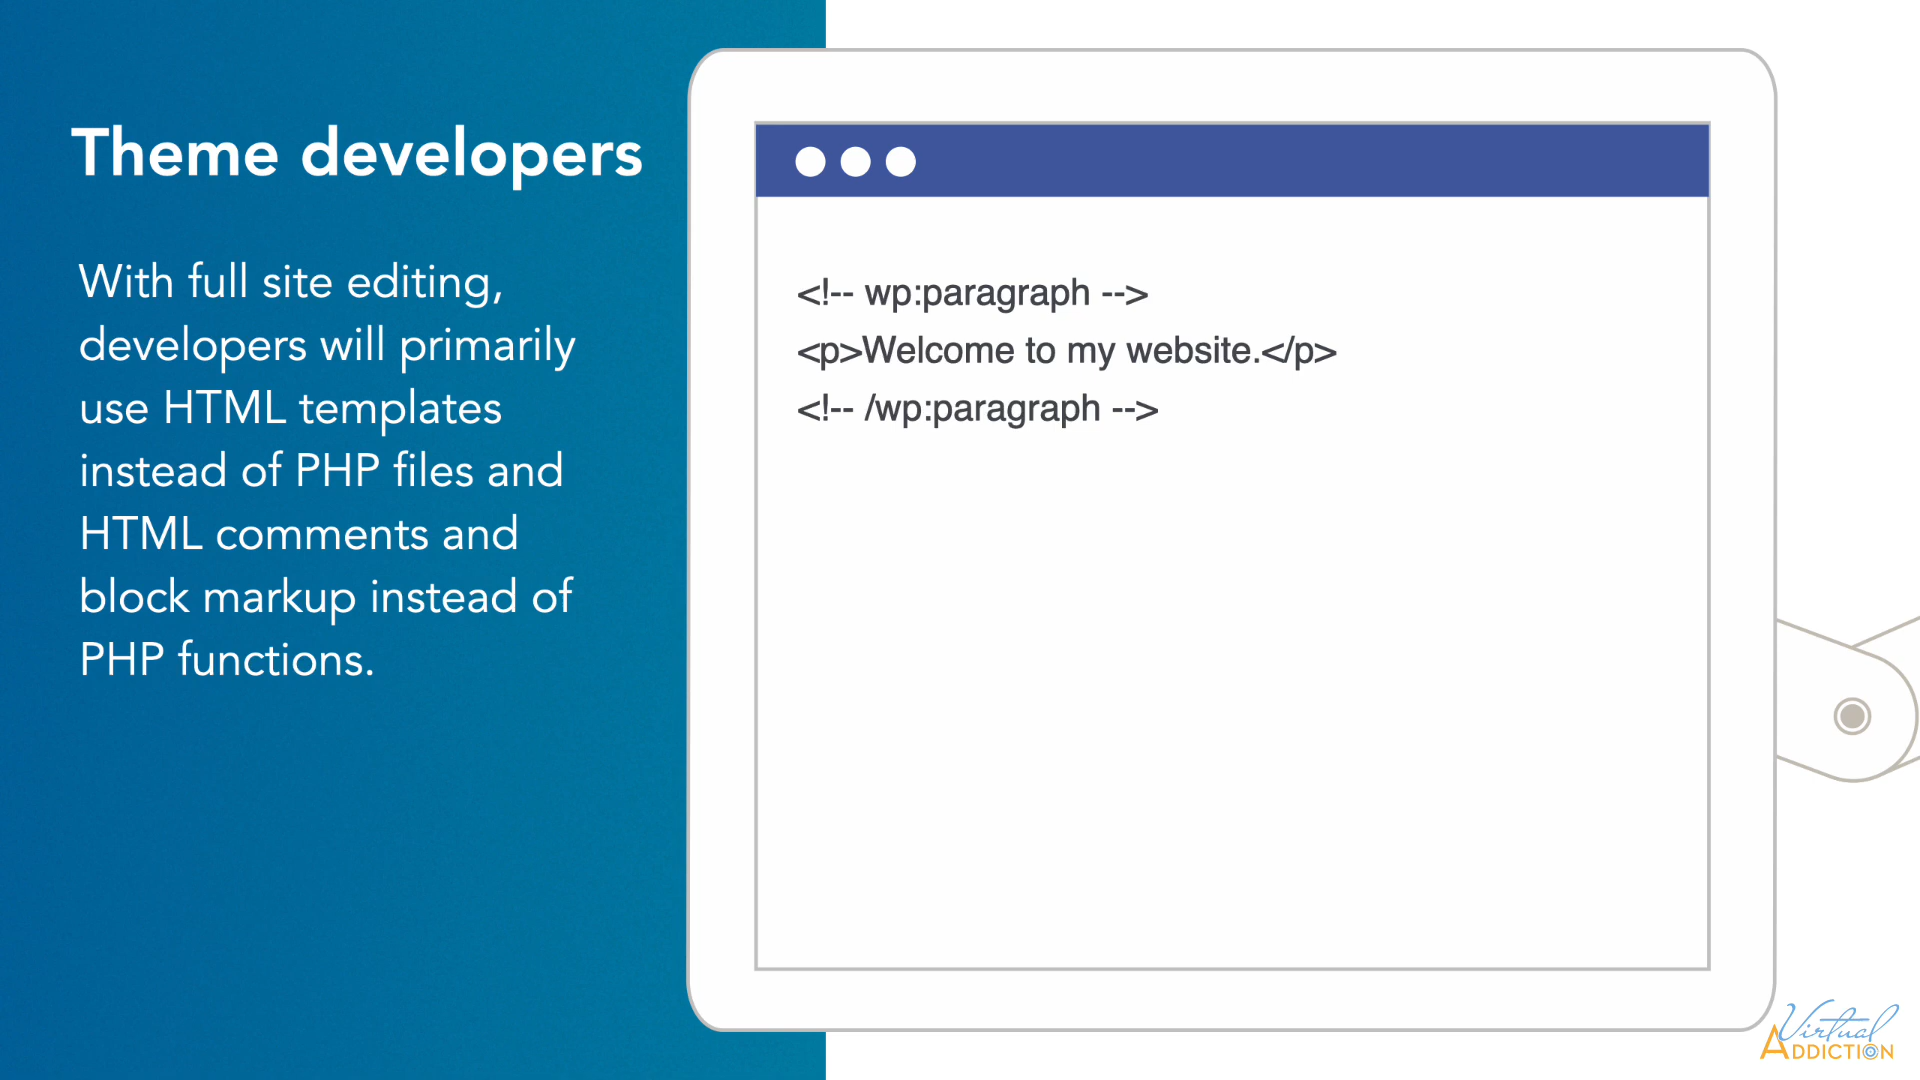 Theme developers
With full site editing,
developers will primarily
use HTML templates
instead of PHP files and
HTML comments and
block markup instead of
PHP functions.
<!-- wp:paragraph -->
<p>Welcome to my website.</p>
<!-- /wp:paragraph -->
Virtual
ADDICTION